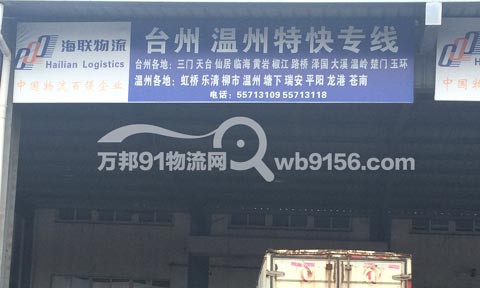 海联物流
Hailian Logistics
中国物流百强企业
台州 温州特快专线
台州各地：三门 天台 仙居 临海 黄岩 椒江 路桥 泽国 大溪 温岭 楚门 玉环
温州各地：虹桥 乐清 柳市 温州 塘下 瑞安 平阳 龙港 苍南
电话：55713109 55713118
万邦91物流网 wb9156.com